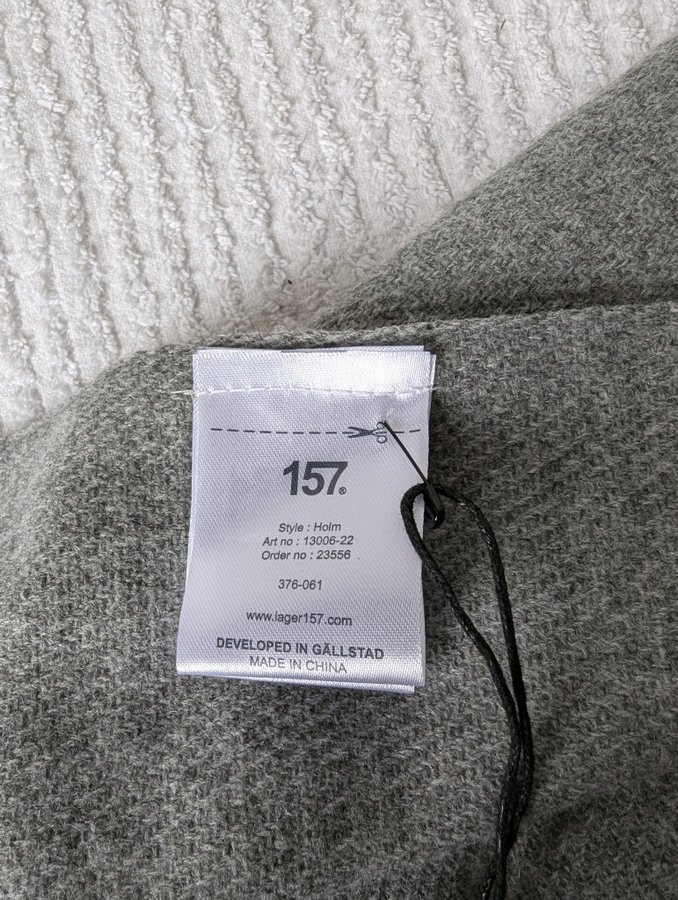 157®
Style : Holm
Art no : 13006-22
Order no : 23556
376-061
www.lager157.com
DEVELOPED IN GÄLLSTAD
MADE IN CHINA